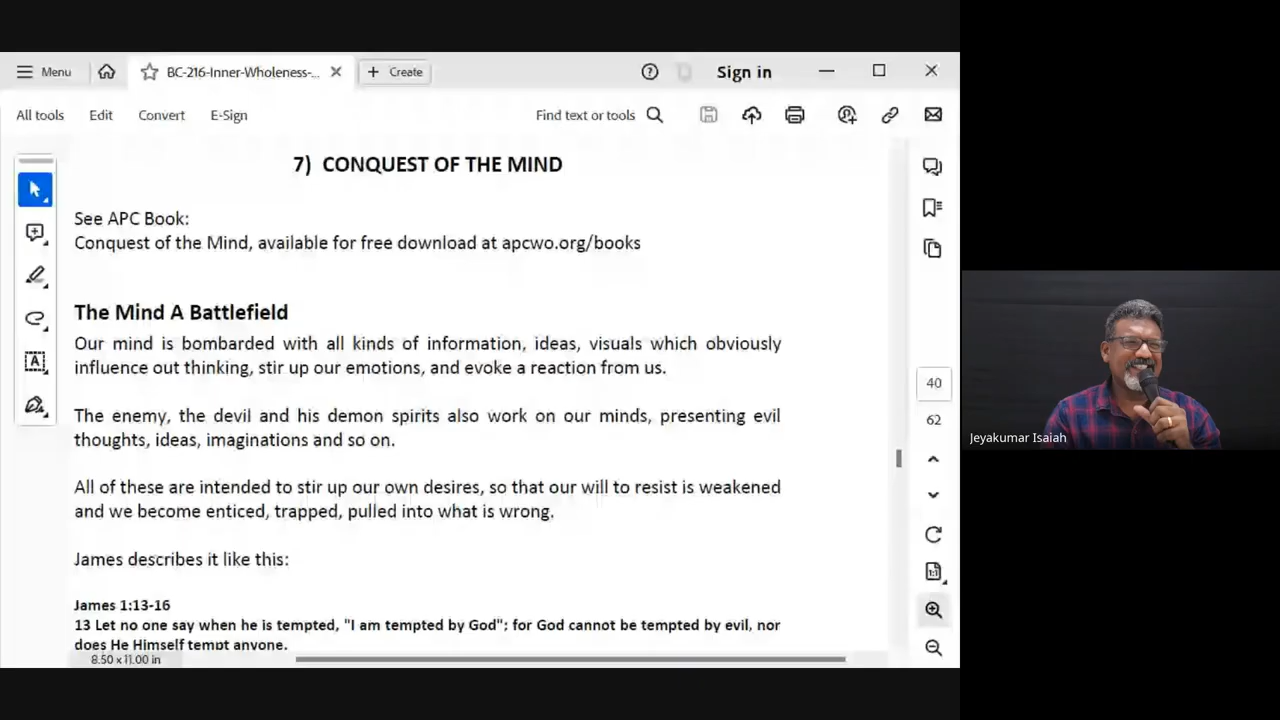 Menu
BC-216-Inner-Wholeness-...
Create
Sign in
All tools
Edit
Convert
E-Sign
Find text or tools
7) CONQUEST OF THE MIND
See APC Book:
Conquest of the Mind, available for free download at apcwo.org/books
The Mind A Battlefield
Our mind is bombarded with all kinds of information, ideas, visuals which obviously
influence out thinking, stir up our emotions, and evoke a reaction from us.
The enemy, the devil and his demon spirits also work on our minds, presenting evil
thoughts, ideas, imaginations and so on.
All of these are intended to stir up our own desires, so that our will to resist is weakened
and we become enticed, trapped, pulled into what is wrong.
James describes it like this:
James 1:13-16
13 Let no one say when he is tempted, "I am tempted by God"; for God cannot be tempted by evil, nor
does He Himself tempt anyone.
8.50 x 11.00 in
40
62
Jeyakumar Isaiah